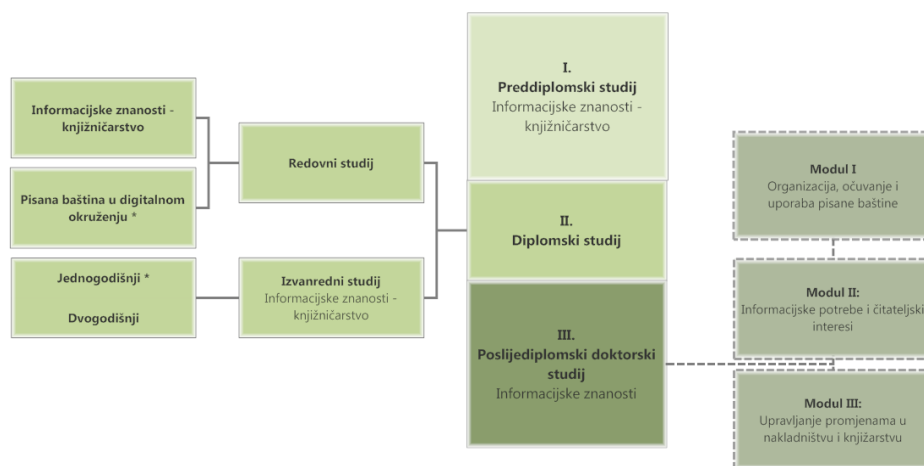 Informacijske znanosti -
knjižničarstvo
Pisana baština u digitalnom
okruženju *
Jednogodišnji *
Dvogodišnji
Redovni studij
Izvanredni studij
Informacijske znanosti -
knjižničarstvo
I.
Preddiplomski studij
Informacijske znanosti -
knjižničarstvo
II.
Diplomski studij
III.
Poslijediplomski doktorski
studij
Informacijske znanosti
Modul I
Organizacija, očuvanje i
uporaba pisane baštine
Modul II:
Informacijske potrebe i čitateljski
interesi
Modul III:
Upravljanje promjenama u
nakladništvu i knjižarstvu